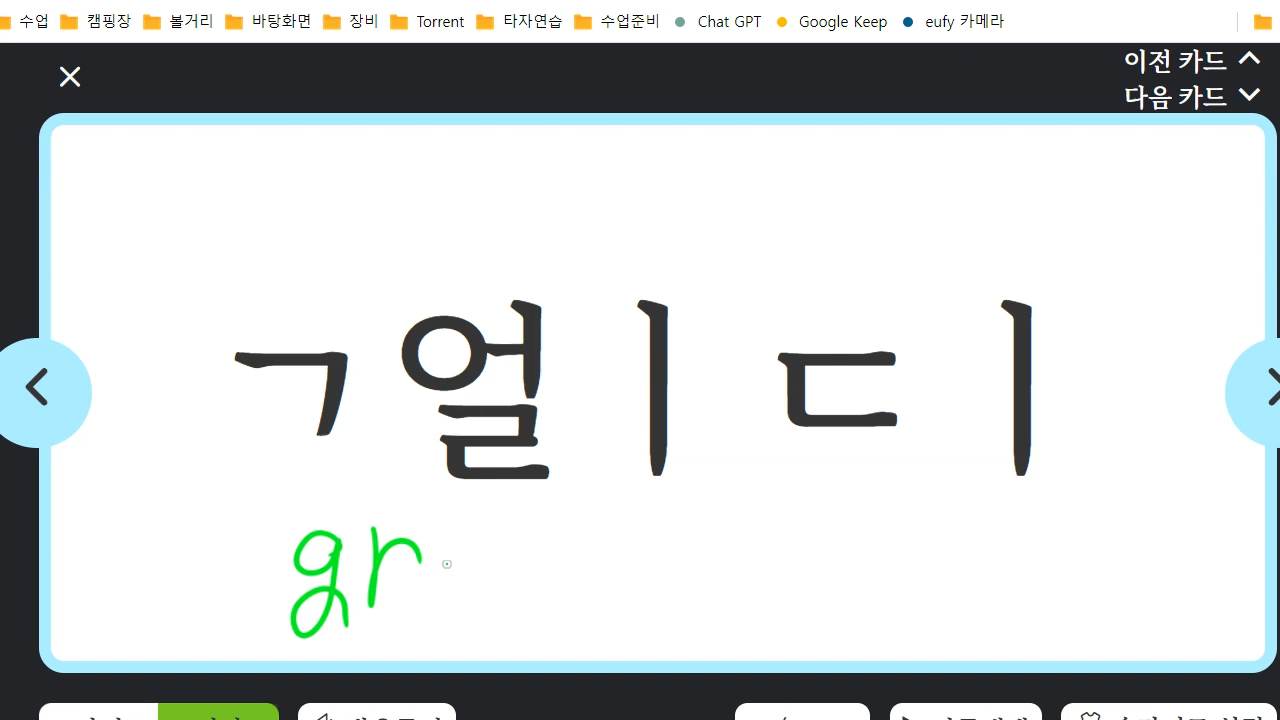 수업 캠핑장 볼거리 바탕화면 장비 Torrent 타자연습 수업준비 Chat GPT Google Keep eufy 카메라
이전 카드
다음 카드
ㄱ얼ㅣㄷㅣ
gr